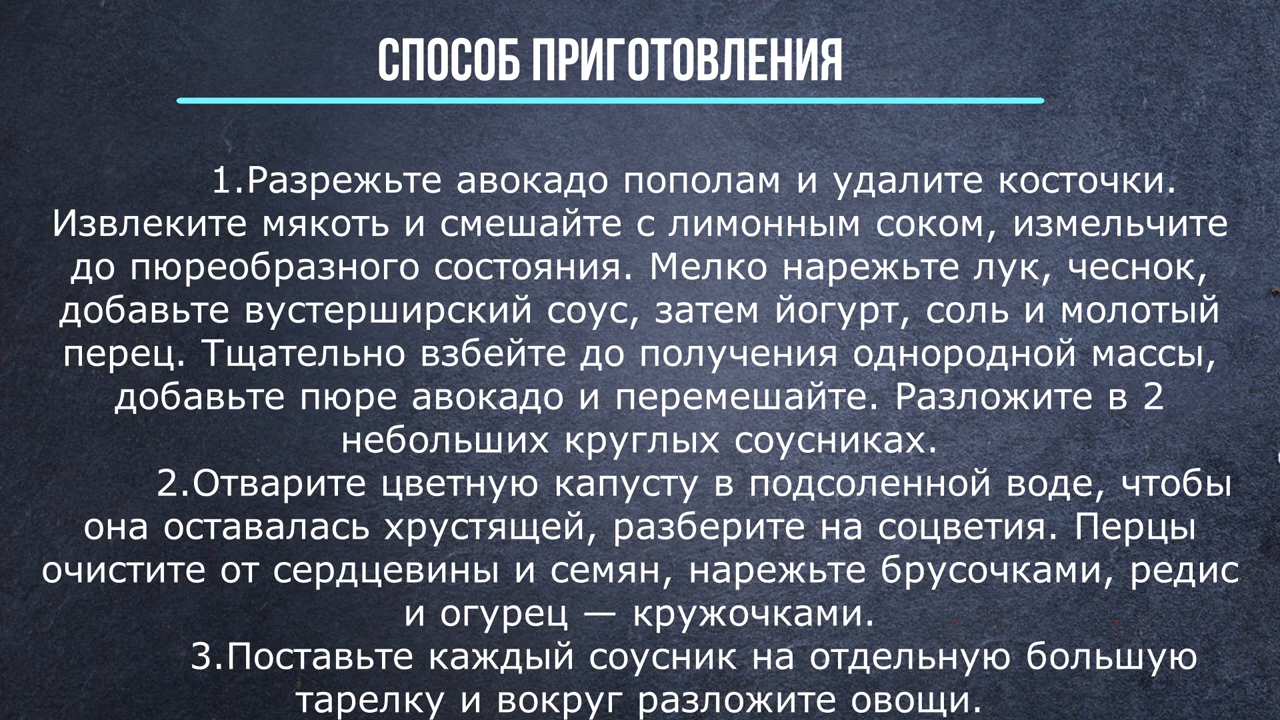 СПОСОБ ПРИГОТОВЛЕНИЯ
1.Разрежьте авокадо пополам и удалите косточки.
Извлеките мякоть и смешайте с лимонным соком, измельчите
до пюреобразного состояния. Мелко нарежьте лук, чеснок,
добавьте вустерширский соус, затем йогурт, соль и молотый
перец. Тщательно взбейте до получения однородной массы,
добавьте пюре авокадо и перемешайте. Разложите в 2
небольших круглых соусниках.
2.Отварите цветную капусту в подсоленной воде, чтобы
она оставалась хрустящей, разберите на соцветия. Перцы
очистите от сердцевины и семян, нарежьте брусочками, редис
и огурец — кружочками.
3.Поставьте каждый соусник на отдельную большую
тарелку и вокруг разложите овощи.